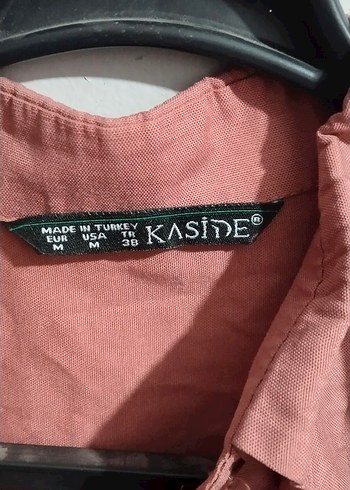 MADE IN TURKEY
EUR USA TR
M M 38
KASİDE®